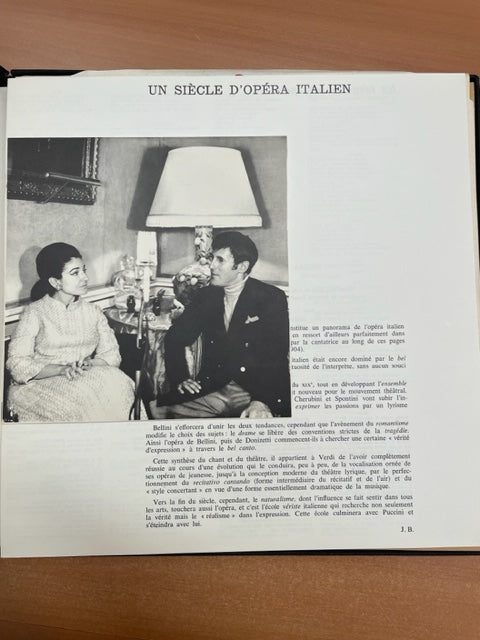 UN SIÈCLE D'OPÉRA ITALIEN
nstitue un panorama de l'opéra italien
en ressort d'ailleurs parfaitement dans
par la cantatrice au long de ces pages
04).
italien était encore dominé par le bel
tuosité de l'interprète, sans aucun souci
du XIXe, tout en développant l'ensemble
t nouveau pour le mouvement théâtral.
Cherubini et Spontini vont subir l'in-
exprimer les passions par un lyrisme
Bellini s'efforcera d'unir les deux tendances, cependant que l'avènement du romantisme
modifie le choix des sujets : le drame se libère des conventions strictes de la tragédie.
Ainsi l'opéra de Bellini, puis de Donizetti commencent-ils à chercher une certaine « vérité
d'expression » à travers le bel canto.
Cette synthèse du chant et du théâtre, il appartient à Verdi de l'avoir complètement
réussie au cours d'une évolution qui le conduira, peu à peu, de la vocalisation ornée de
ses opéras de jeunesse, jusqu'à la conception moderne du théâtre lyrique, par le perfec-
tionnement du recitativo cantando (forme intermédiaire du récitatif et de l'air) et du
« style concertant » en vue d'une forme essentiellement dramatique de la musique.
Vers la fin du siècle, cependant, le naturalisme, dont l'influence se fait sentir dans tous
les arts, touchera aussi l'opéra, et c'est l'école vériste italienne qui recherche non seulement
la vérité mais le « réalisme » dans l'expression. Cette école culminera avec Puccini et
s'éteindra avec lui.
J. B.